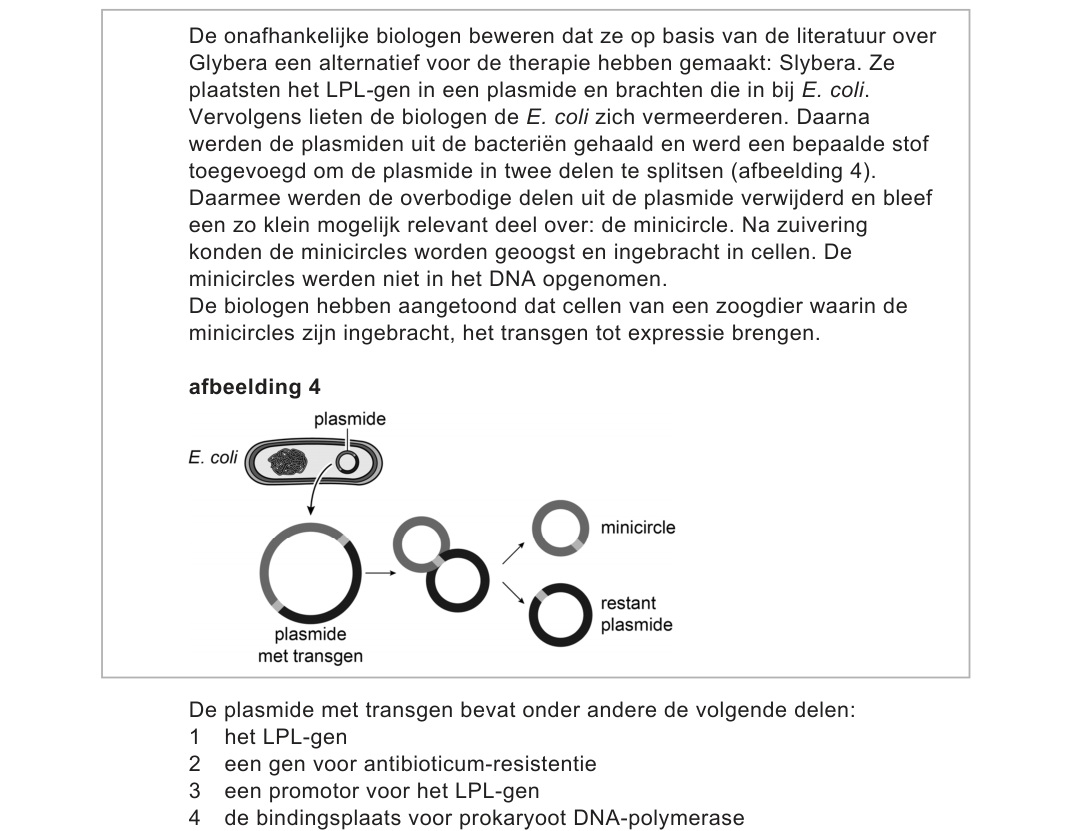 De onafhankelijke biologen beweren dat ze op basis van de literatuur over
Glybera een alternatief voor de therapie hebben gemaakt: Slybera. Ze
plaatsten het LPL-gen in een plasmide en brachten die in bij E. coli.
Vervolgens lieten de biologen de E. coli zich vermeerderen. Daarna
werden de plasmiden uit de bacteriën gehaald en werd een bepaalde stof
toegevoegd om de plasmide in twee delen te splitsen (afbeelding 4).
Daarmee werden de overbodige delen uit de plasmide verwijderd en bleef
een zo klein mogelijk relevant deel over: de minicircle. Na zuivering
konden de minicircles worden geoogst en ingebracht in cellen. De
minicircles werden niet in het DNA opgenomen.
De biologen hebben aangetoond dat cellen van een zoogdier waarin de
minicircles zijn ingebracht, het transgen tot expressie brengen.
afbeelding 4
plasmide
E. coli
minicircle
restant
plasmide
plasmide
met transgen
De plasmide met transgen bevat onder andere de volgende delen:
1 het LPL-gen
2 een gen voor antibioticum-resistentie
3 een promotor voor het LPL-gen
4 de bindingsplaats voor prokaryoot DNA-polymerase